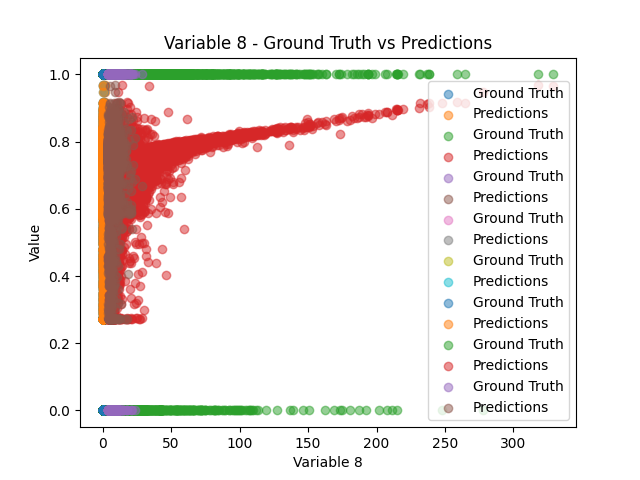 Variable 8 - Ground Truth vs Predictions
1.0
0.8
0.6
0.4
0.2
0.0
Value
0
50
100
150
200
250
300
Variable 8
Ground Truth
Predictions
Ground Truth
Predictions
Ground Truth
Predictions
Ground Truth
Predictions
Ground Truth
Predictions
Ground Truth
Predictions
Ground Truth
Predictions
Ground Truth
Predictions